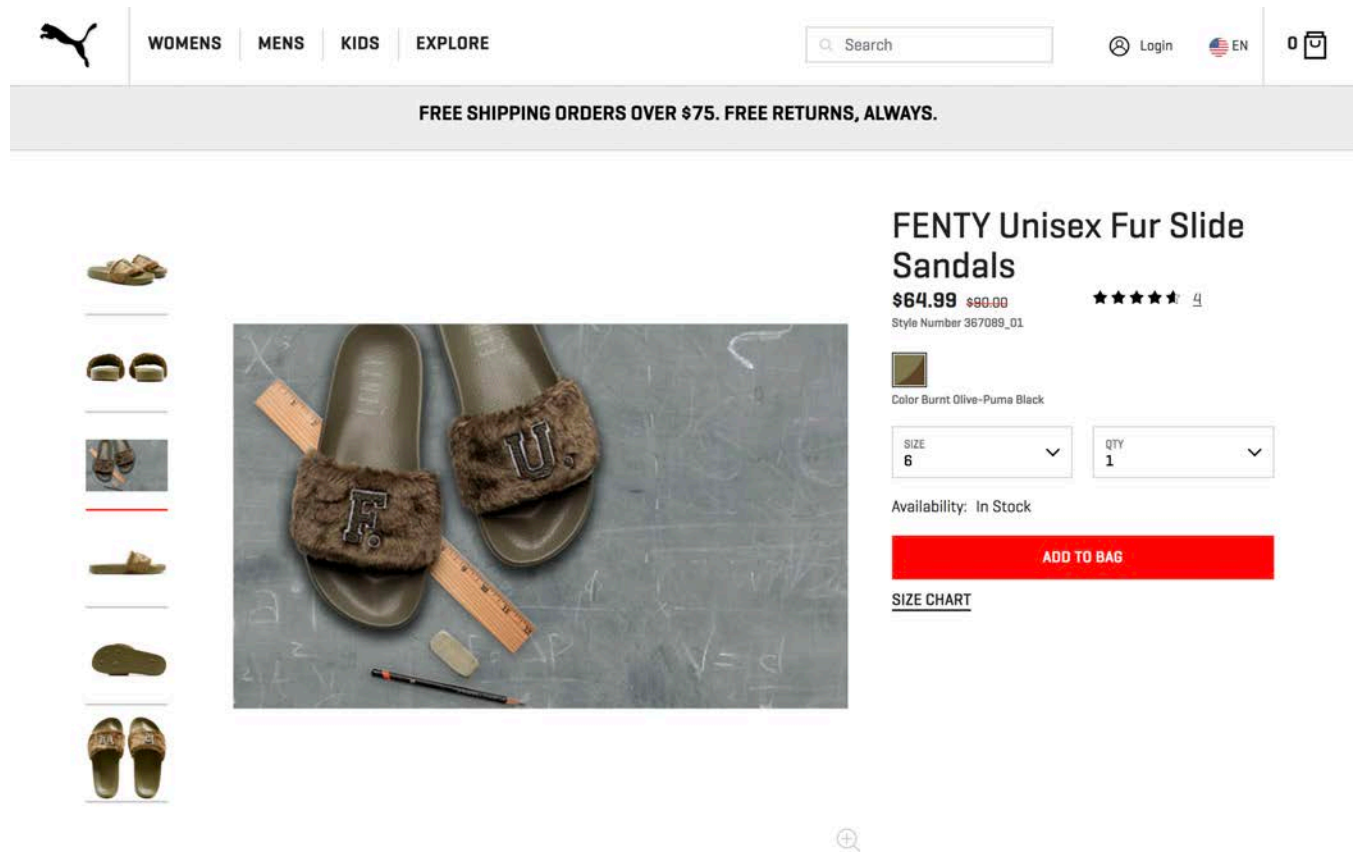 WOMENS
MENS
KIDS
EXPLORE
Search
Login
EN
0
FREE SHIPPING ORDERS OVER $75. FREE RETURNS, ALWAYS.
FENTY Unisex Fur Slide
Sandals
$64.99 $90.00
4
Style Number 367089_01
Color Burnt Olive-Puma Black
SIZE
6
QTY
1
Availability: In Stock
ADD TO BAG
SIZE CHART
FENTY
F.
U.
V = d